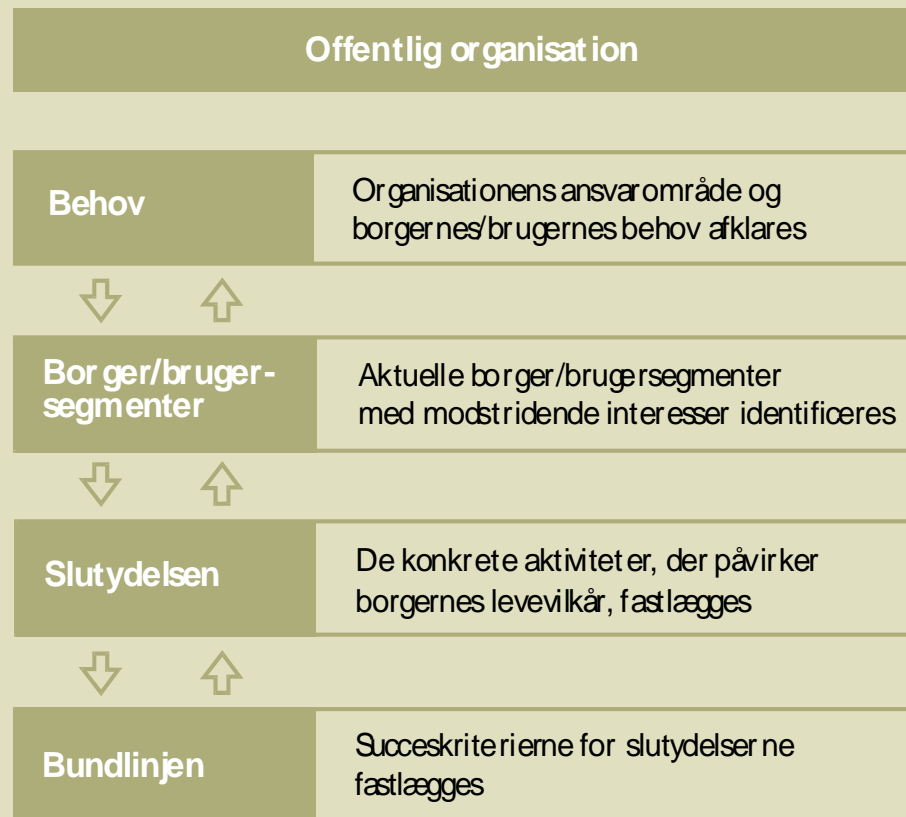 Offentlig organisation
Behov
Organisationens ansvarområde og
borgernes/brugernes behov afklares
Borger/bruger-
segmenter
Aktuelle borger/brugersegmenter
med modstridende interesser identificeres
Slutydelsen
De konkrete aktiviteter, der påvirker
borgernes levevilkår, fastlægges
Bundlinjen
Succeskriterierne for slutydelserne
fastlægges